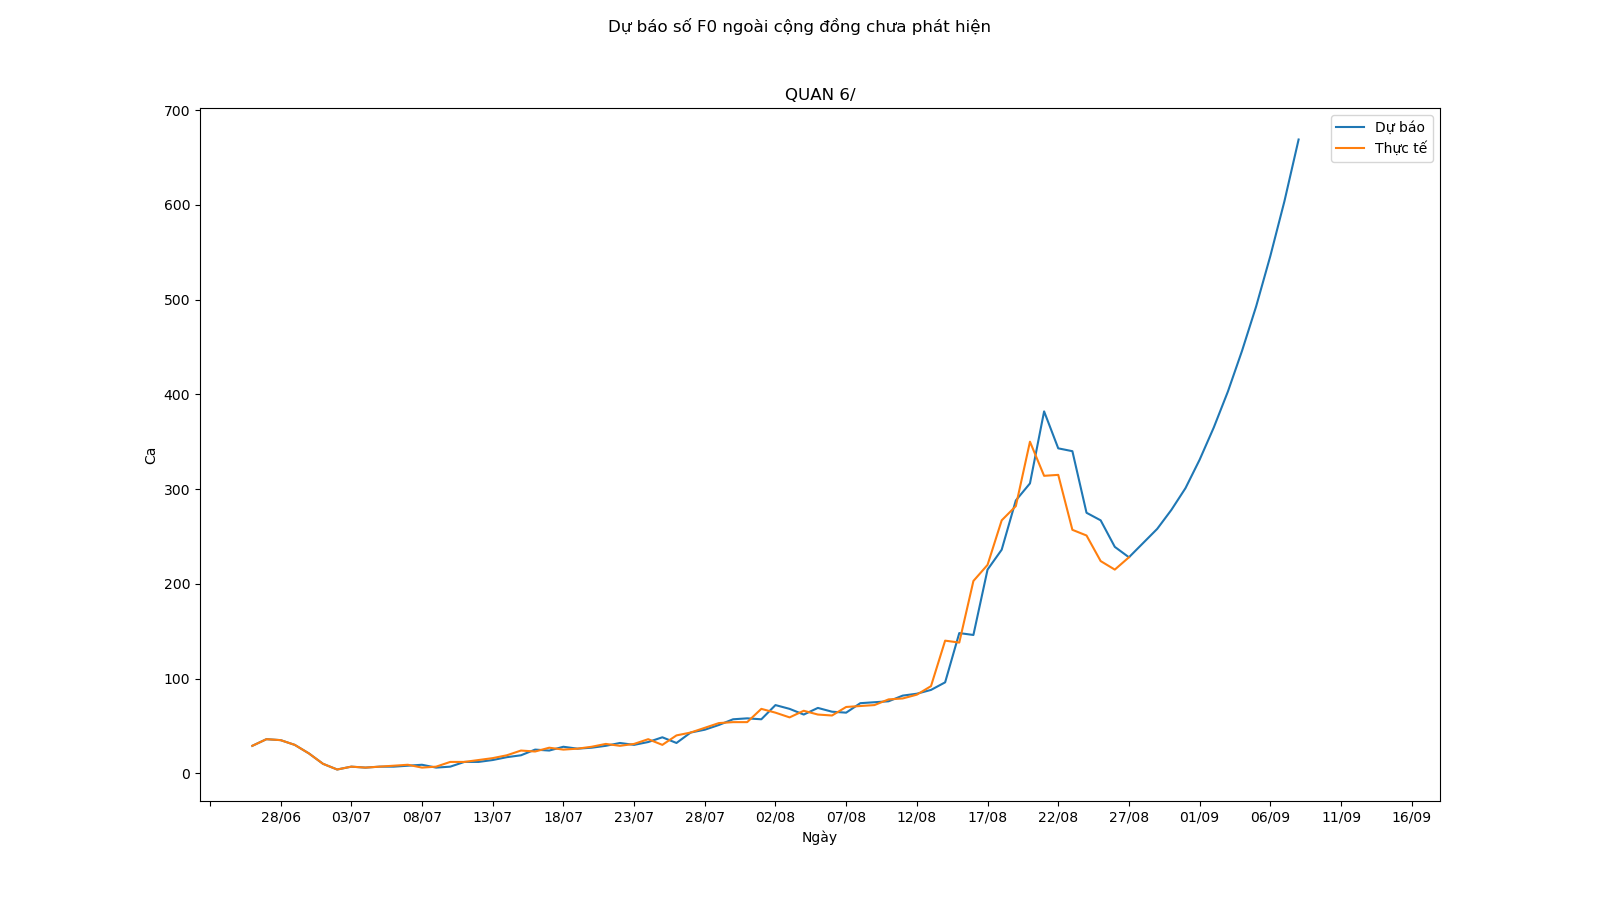 Dự báo số F0 ngoài cộng đồng chưa phát hiện
QUAN 6/
700
600
500
400
300
200
100
0
Ca
Dự báo
Thực tế
28/06 03/07 08/07 13/07 18/07 23/07 28/07 02/08 07/08 12/08 17/08 22/08 27/08 01/09 06/09 11/09 16/09
Ngày